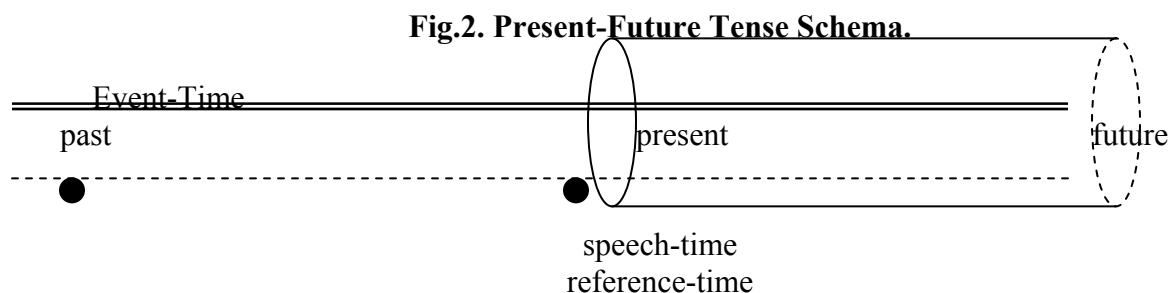 Fig.2. Present-Future Tense Schema.
Event-Time
past present future
speech-time
reference-time